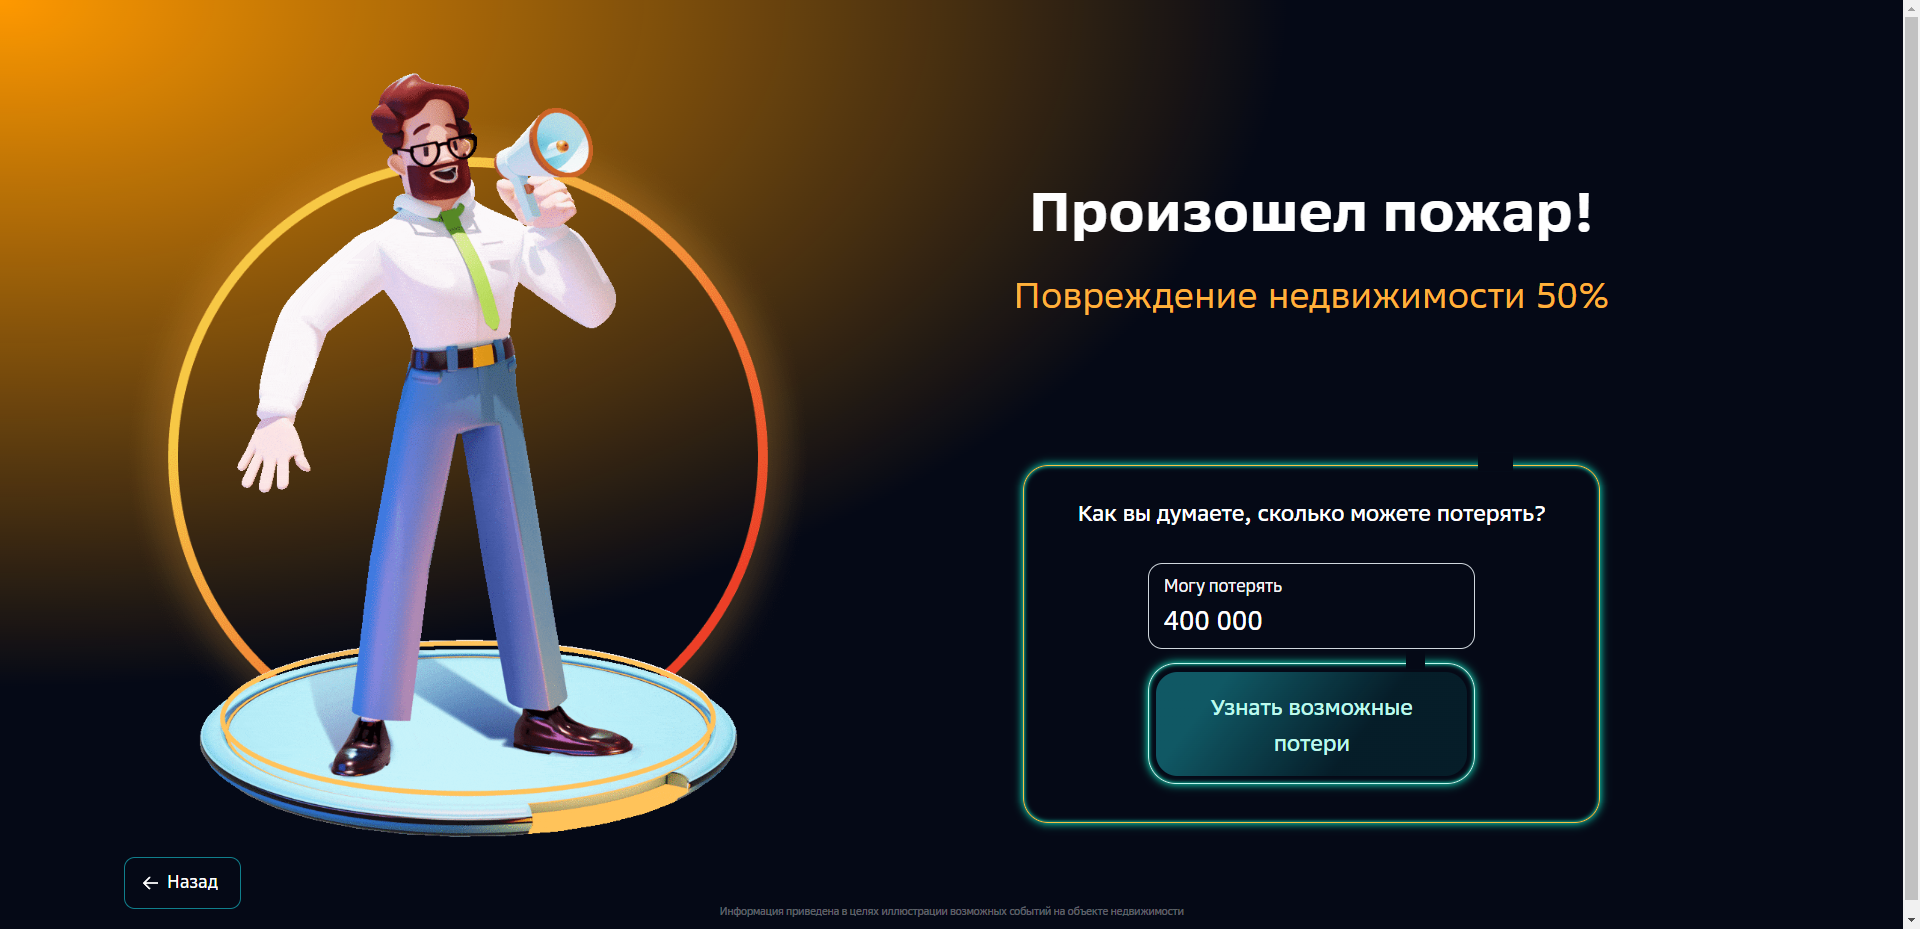 Произошел пожар!
Повреждение недвижимости 50%
Как вы думаете, сколько можете потерять?
Могу потерять
400 000
Узнать возможные
потери
← Назад
Информация приведена в целях иллюстрации возможных событий на объекте недвижимости